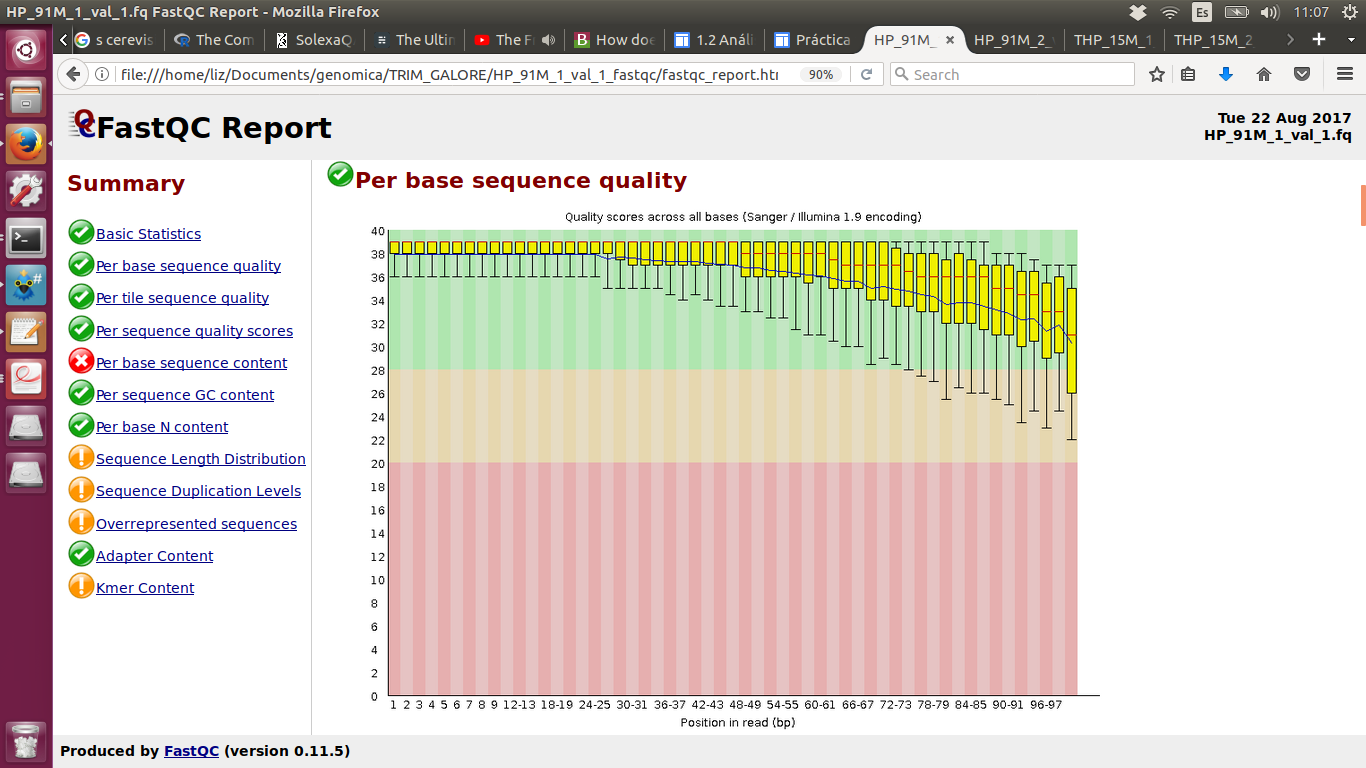 HP_91M_1_val_1.fq FastQC Report - Mozilla Firefox
Es
11:07
s cerevis
The Com
SolexaQ
The Ultin
The F
How doe
1.2 Análi
Práctica
HP_91M_
HP_91M_2_
THP_15M_1
THP_15M_2
file:///home/liz/Documents/genomica/TRIM_GALORE/HP_91M_1_val_1_fastqc/fastqc_report.htm
90%
Search
FastQC Report
Tue 22 Aug 2017
HP_91M_1_val_1.fq
Summary
Basic Statistics
Per base sequence quality
Per tile sequence quality
Per sequence quality scores
Per base sequence content
Per sequence GC content
Per base N content
Sequence Length Distribution
Sequence Duplication Levels
Overrepresented sequences
Adapter Content
Kmer Content
Per base sequence quality
Quality scores across all bases (Sanger / Illumina 1.9 encoding)
40
38
36
34
32
30
28
26
24
22
20
18
16
14
12
10
8
6
4
2
0
1 2 3 4 5 6 7 8 9 12-13 18-19 24-25 30-31 36-37 42-43 48-49 54-55 60-61 66-67 72-73 78-79 84-85 90-91 96-97
Position in read (bp)
Produced by FastQC (version 0.11.5)